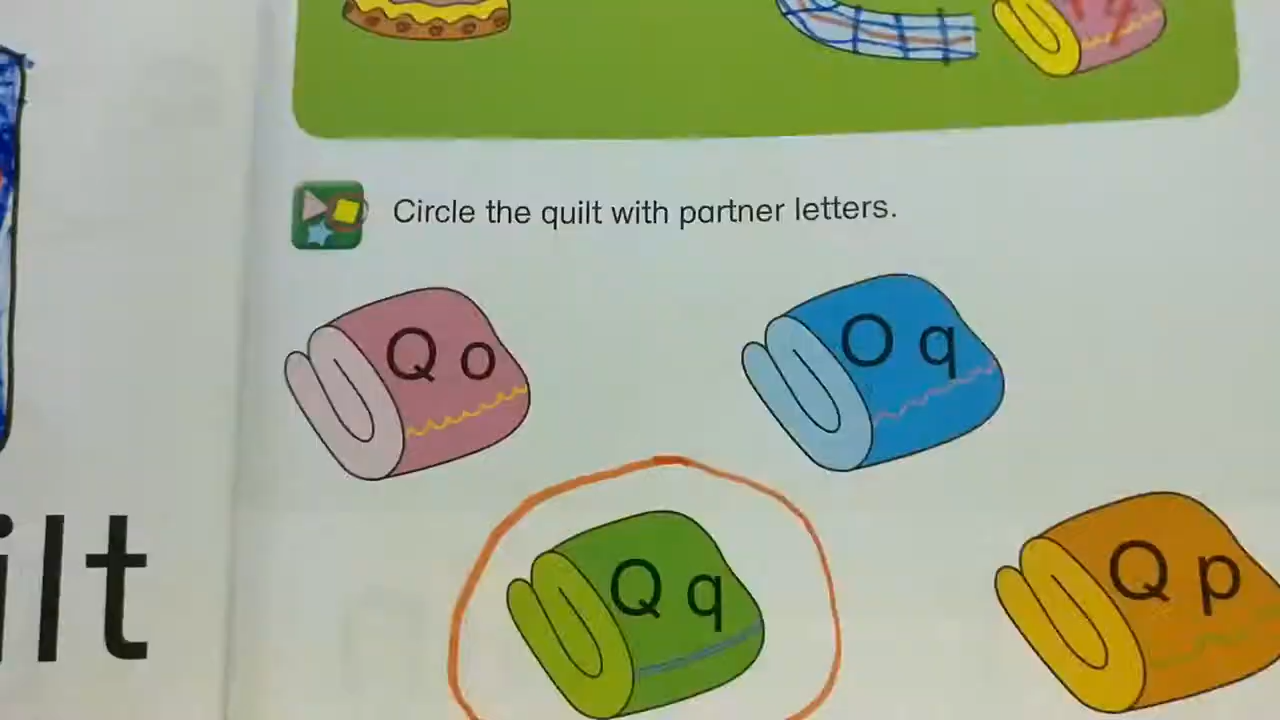 Circle the quilt with partner letters.
Q o
O q
Q q
Q p
ilt